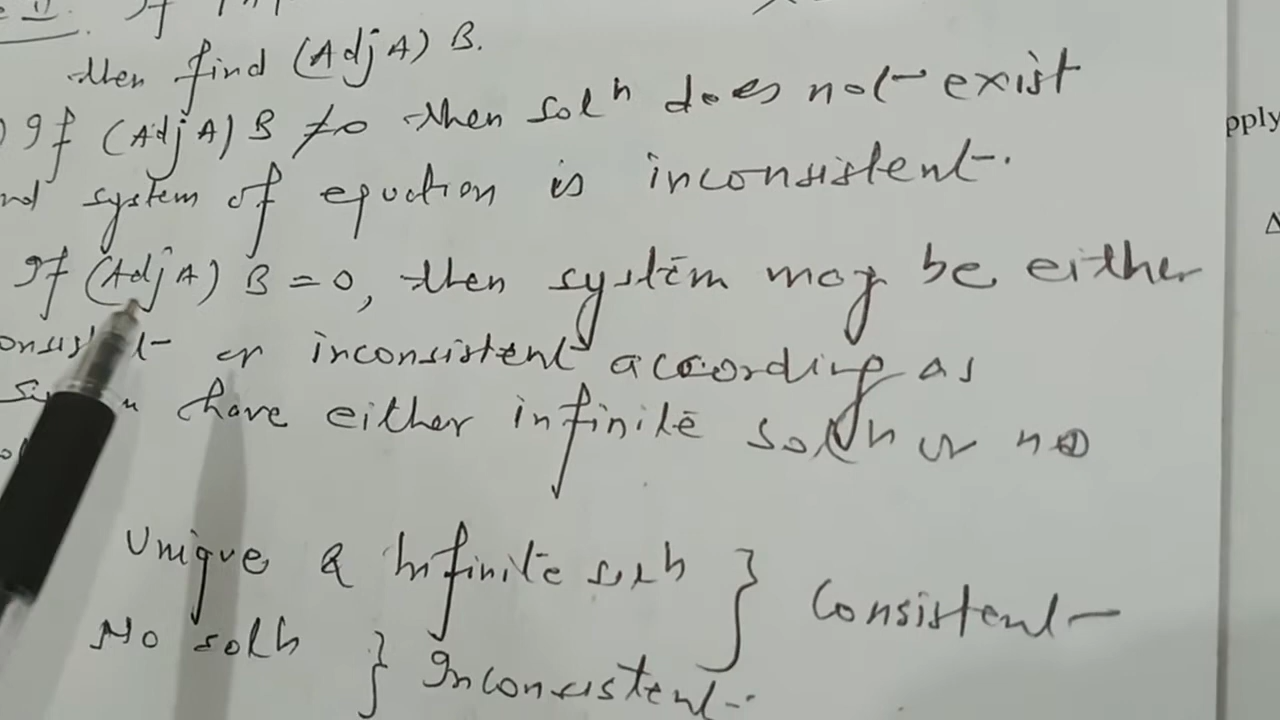 then find (Adj A) B.
If (Adj A) B ≠ 0 then solⁿ does not exist
system of equation is inconsistent.
If (Adj A) B = 0, then system may be either
or inconsistent according as
have either infinite solⁿ or no
Unique & Infinite solⁿ } Consistent
No solⁿ } Inconsistent
pply
Δ